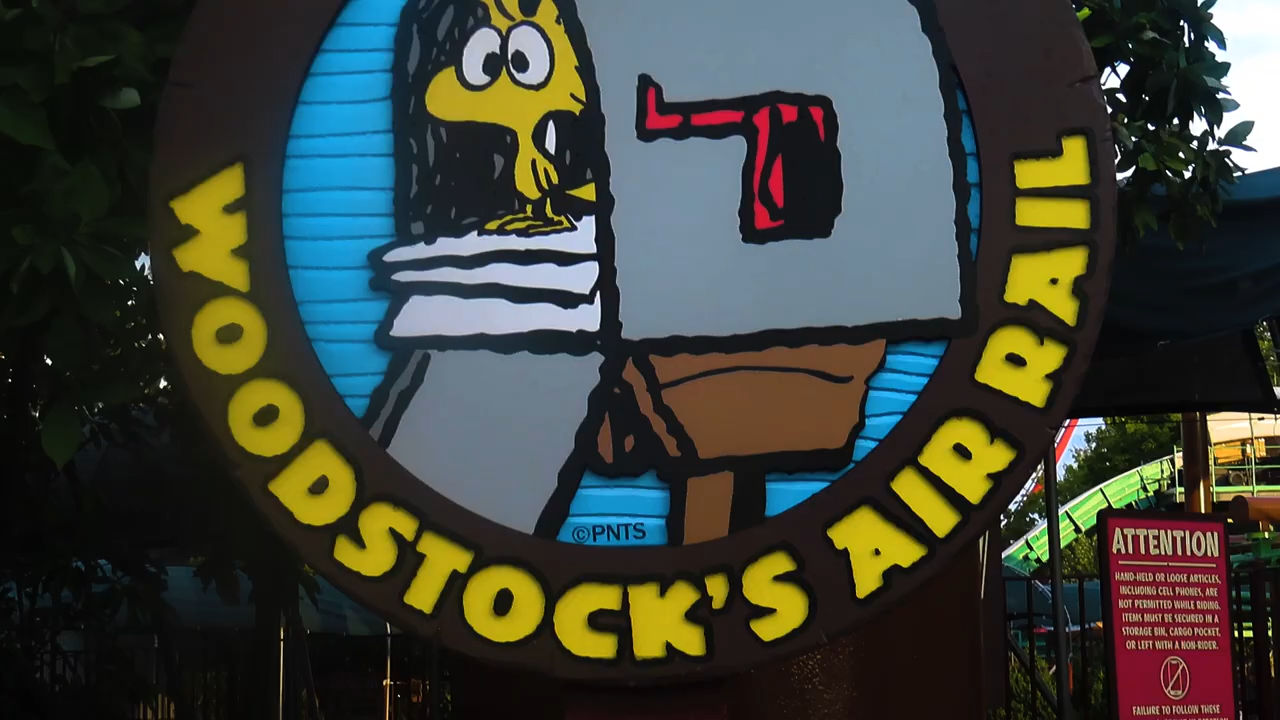 WOODSTOCK'S AIR RAIL
©PNTS
ATTENTION
HAND-HELD OR LOOSE ARTICLES,
INCLUDING CELL PHONES, ARE
NOT PERMITTED WHILE RIDING.
ITEMS MUST BE SECURED IN A
STORAGE BIN, CARGO POCKET,
OR LEFT WITH A NON-RIDER.
FAILURE TO FOLLOW THESE